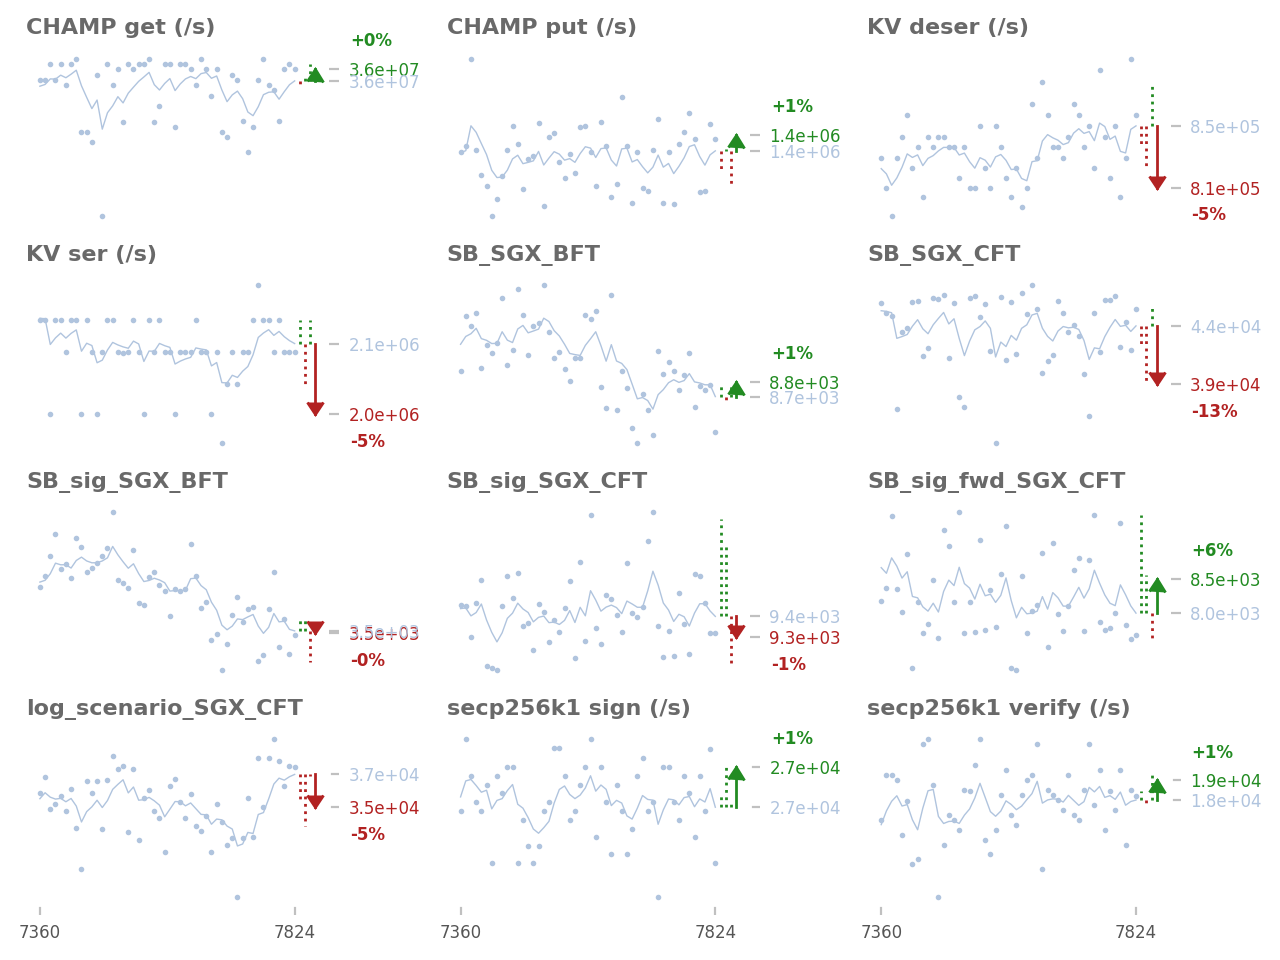 CHAMP get (/s)
+0%
3.6e+07
3.6e+07
CHAMP put (/s)
+1%
1.4e+06
1.4e+06
KV deser (/s)
8.5e+05
8.1e+05
-5%
KV ser (/s)
2.1e+06
2.0e+06
-5%
SB_SGX_BFT
+1%
8.8e+03
8.7e+03
SB_SGX_CFT
4.4e+04
3.9e+04
-13%
SB_sig_SGX_BFT
3.5e+03
3.5e+03
-0%
SB_sig_SGX_CFT
9.4e+03
9.3e+03
-1%
SB_sig_fwd_SGX_CFT
+6%
8.5e+03
8.0e+03
log_scenario_SGX_CFT
3.7e+04
3.5e+04
-5%
7360
7824
secp256k1 sign (/s)
+1%
2.7e+04
2.7e+04
7360
7824
secp256k1 verify (/s)
+1%
1.9e+04
1.8e+04
7360
7824